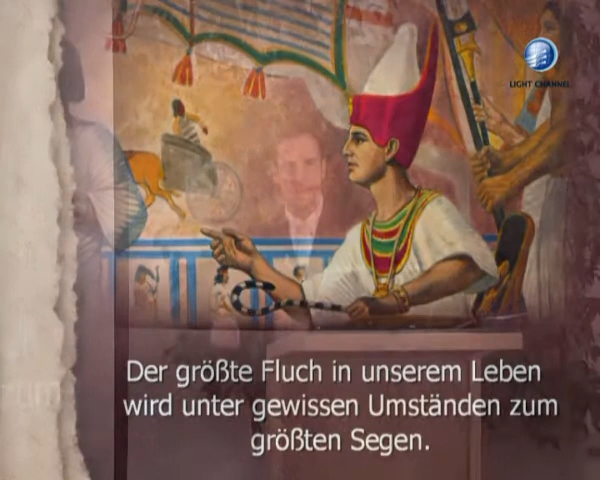 LIGHT CHANNEL
Der größte Fluch in unserem Leben
wird unter gewissen Umständen zum
größten Segen.